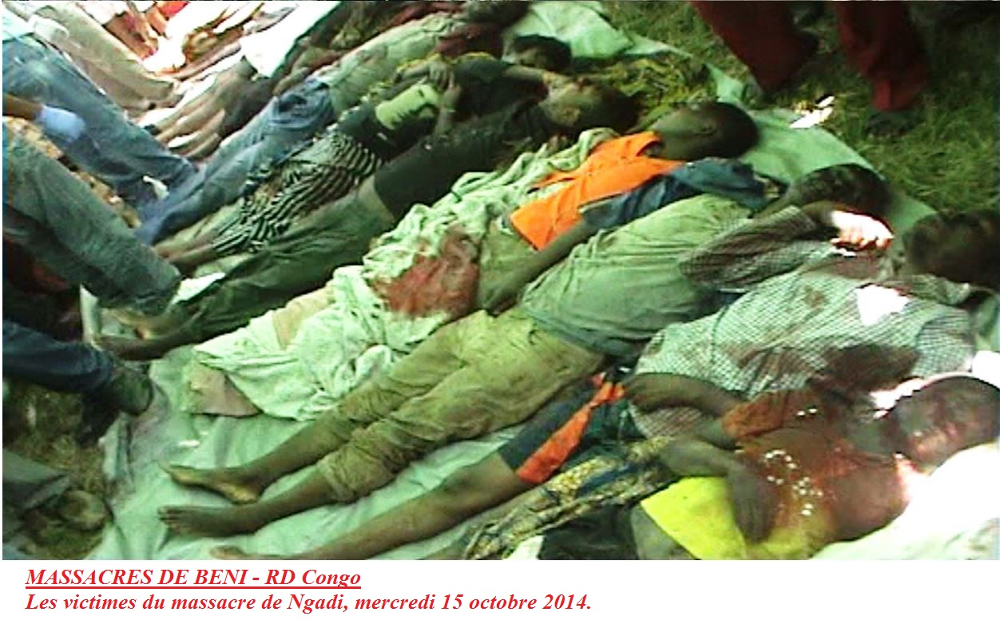 MASSACRES DE BENI - RD Congo
Les victimes du massacre de Ngadi, mercredi 15 octobre 2014.